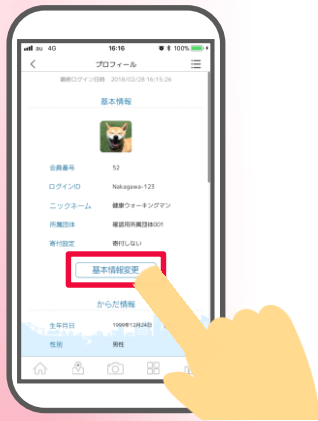 au 4G 16:16 100%
プロフィール
最終ログイン日時 2018/02/28 16:15:26
基本情報
会員番号 52
ログインID Nakagawa-123
ニックネーム 健康ウォーキングマン
所属団体 確認用所属団体001
寄付設定 寄付しない
基本情報変更
からだ情報
生年月日 1999年12月24日
性別 男性